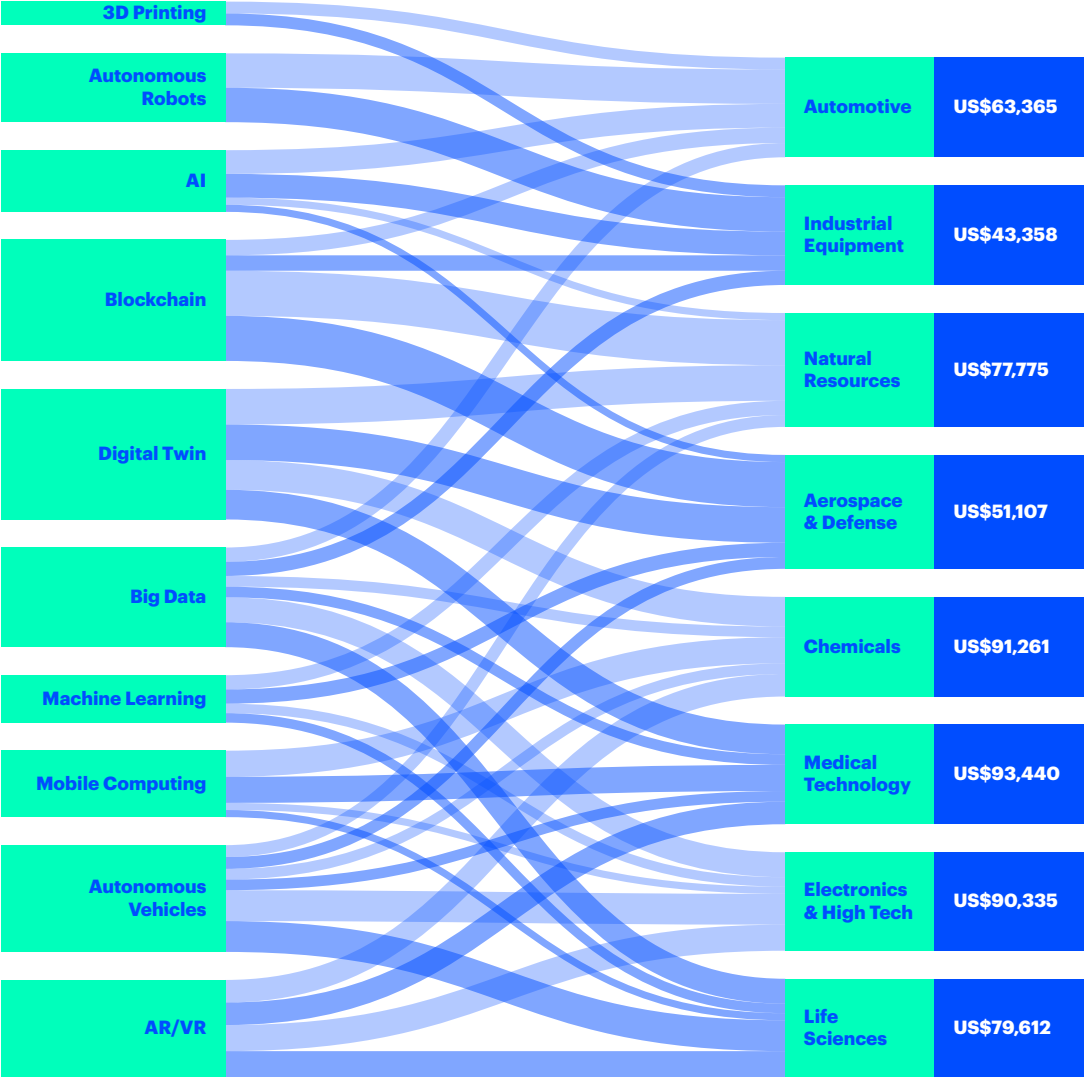 3D Printing
Autonomous
Robots
AI
Blockchain
Digital Twin
Big Data
Machine Learning
Mobile Computing
Autonomous
Vehicles
AR/VR
Automotive
US$63,365
Industrial
Equipment
US$43,358
Natural
Resources
US$77,775
Aerospace
& Defense
US$51,107
Chemicals
US$91,261
Medical
Technology
US$93,440
Electronics
& High Tech
US$90,335
Life
Sciences
US$79,612